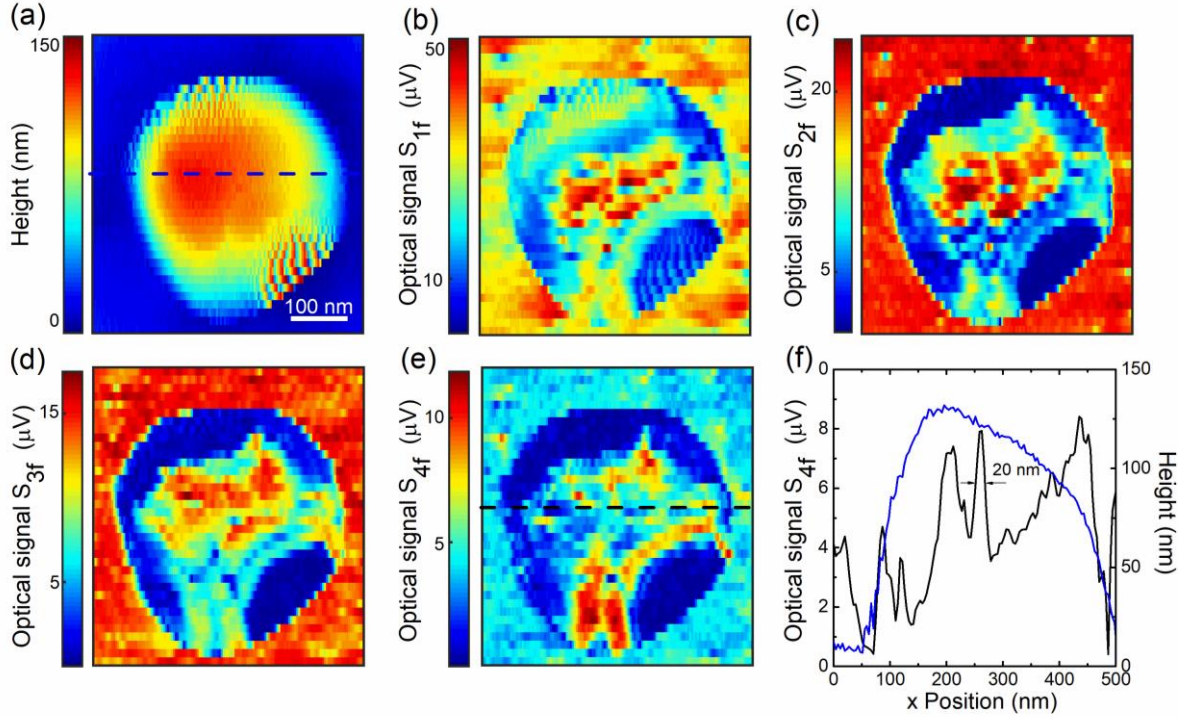 (a)
150
Height (nm)
0
100 nm
(b)
50
Optical signal S1f (μV)
10
(c)
20
Optical signal S2f (μV)
5
(d)
15
Optical signal S3f (μV)
5
(e)
10
Optical signal S4f (μV)
5
(f)
0
8
6
4
2
0
Optical signal S4f (μV)
20 nm
150
100
50
0
Height (nm)
0 100 200 300 400 500
x Position (nm)